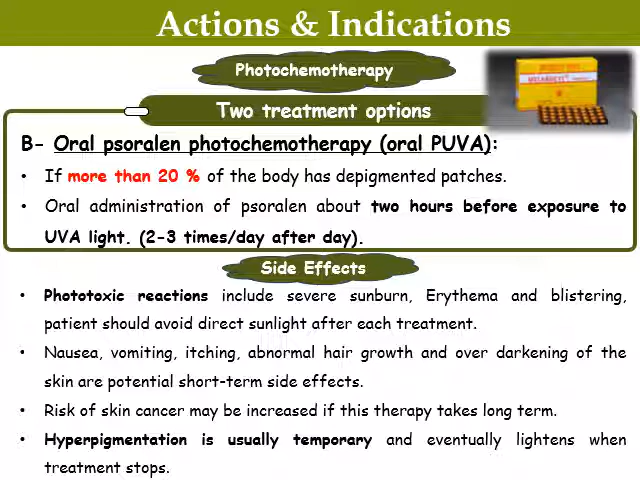 Actions & Indications
Photochemotherapy
Two treatment options
B- Oral psoralen photochemotherapy (oral PUVA):
• If more than 20 % of the body has depigmented patches.
• Oral administration of psoralen about two hours before exposure to
UVA light. (2-3 times/day after day).
Side Effects
• Phototoxic reactions include severe sunburn, Erythema and blistering,
patient should avoid direct sunlight after each treatment.
• Nausea, vomiting, itching, abnormal hair growth and over darkening of the
skin are potential short-term side effects.
• Risk of skin cancer may be increased if this therapy takes long term.
• Hyperpigmentation is usually temporary and eventually lightens when
treatment stops.